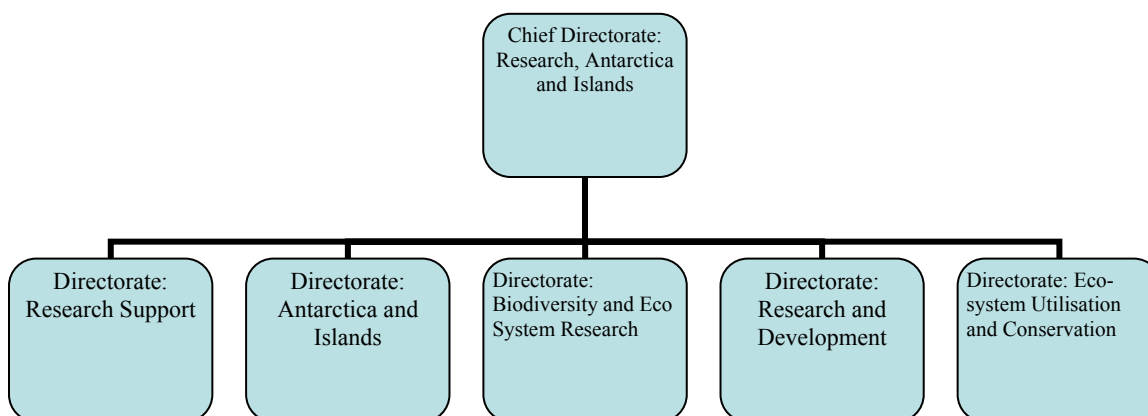 Chief Directorate:
Research, Antarctica
and Islands
Directorate:
Research Support
Directorate:
Antarctica and
Islands
Directorate:
Biodiversity and Eco
System Research
Directorate:
Research and
Development
Directorate: Eco-
system Utilisation
and Conservation